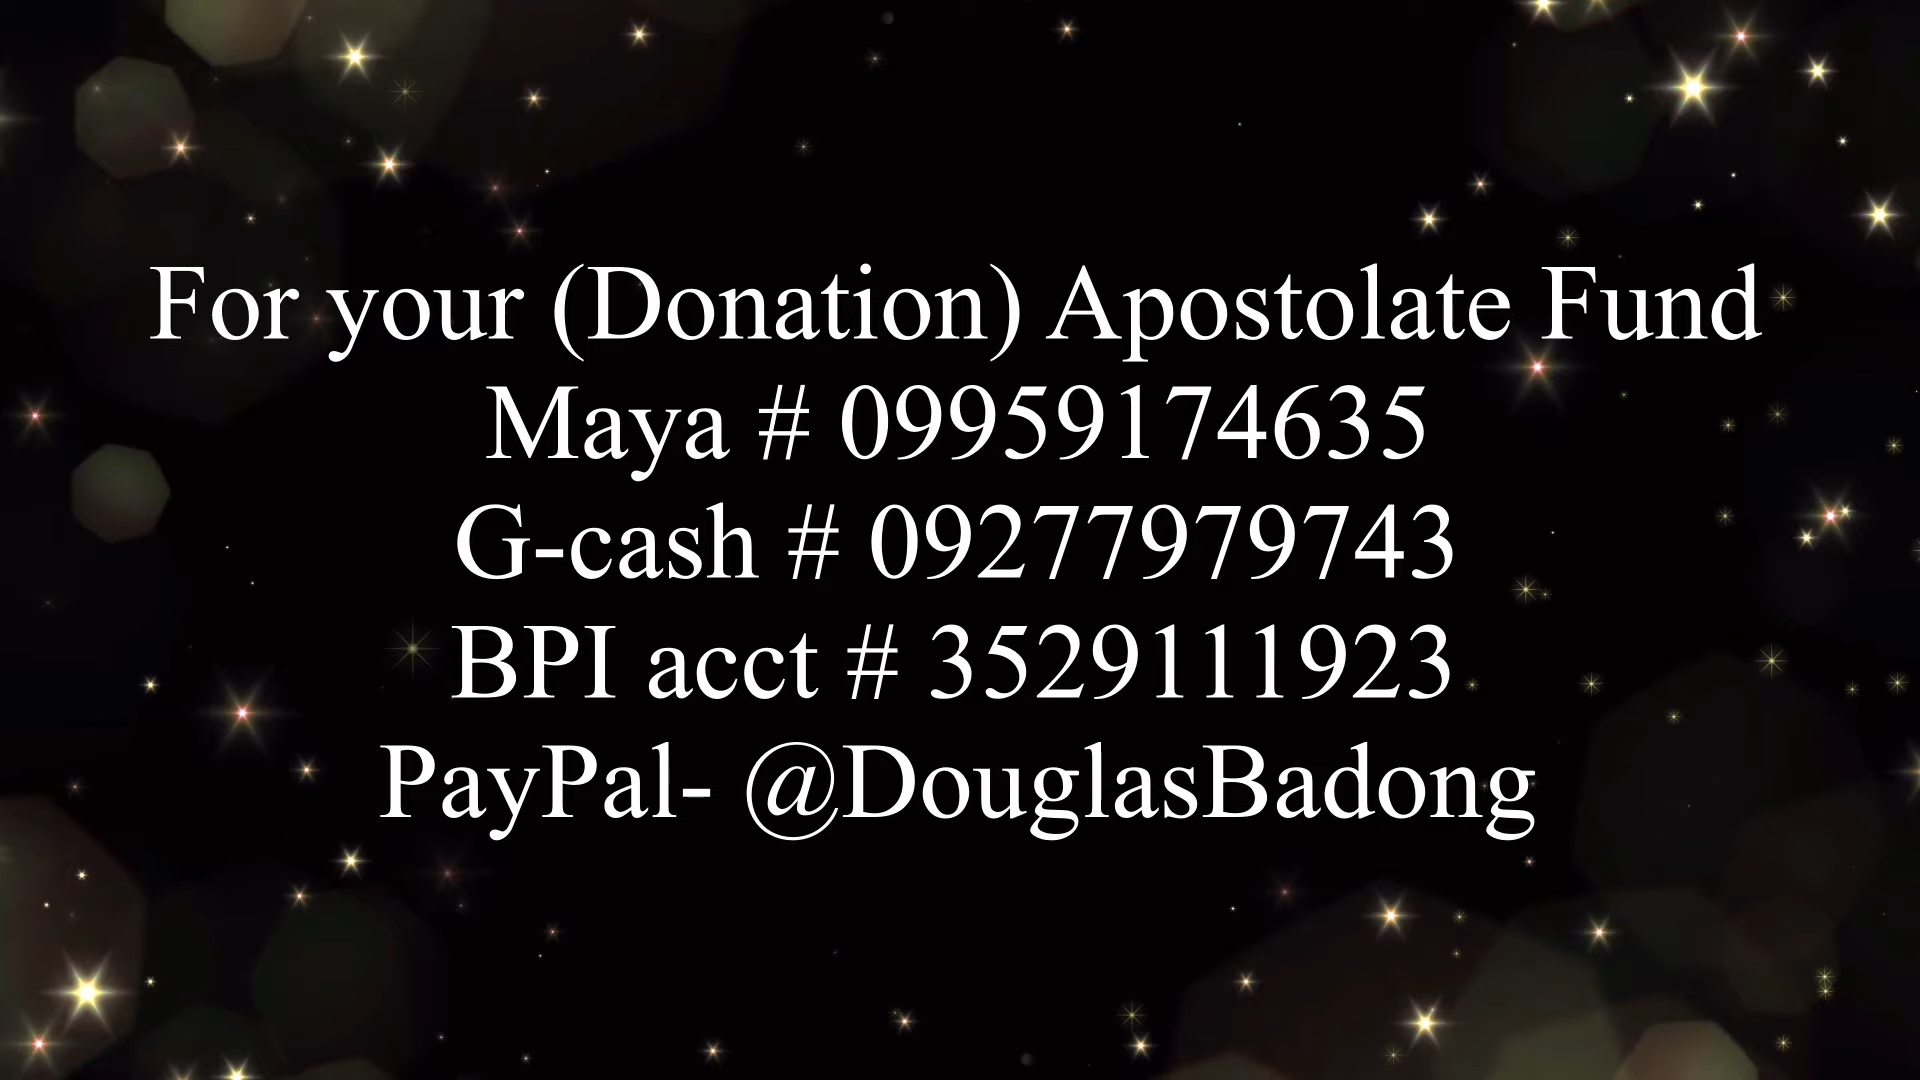 For your (Donation) Apostolate Fund
Maya # 09959174635
G-cash # 09277979743
BPI acct # 3529111923
PayPal- @DouglasBadong